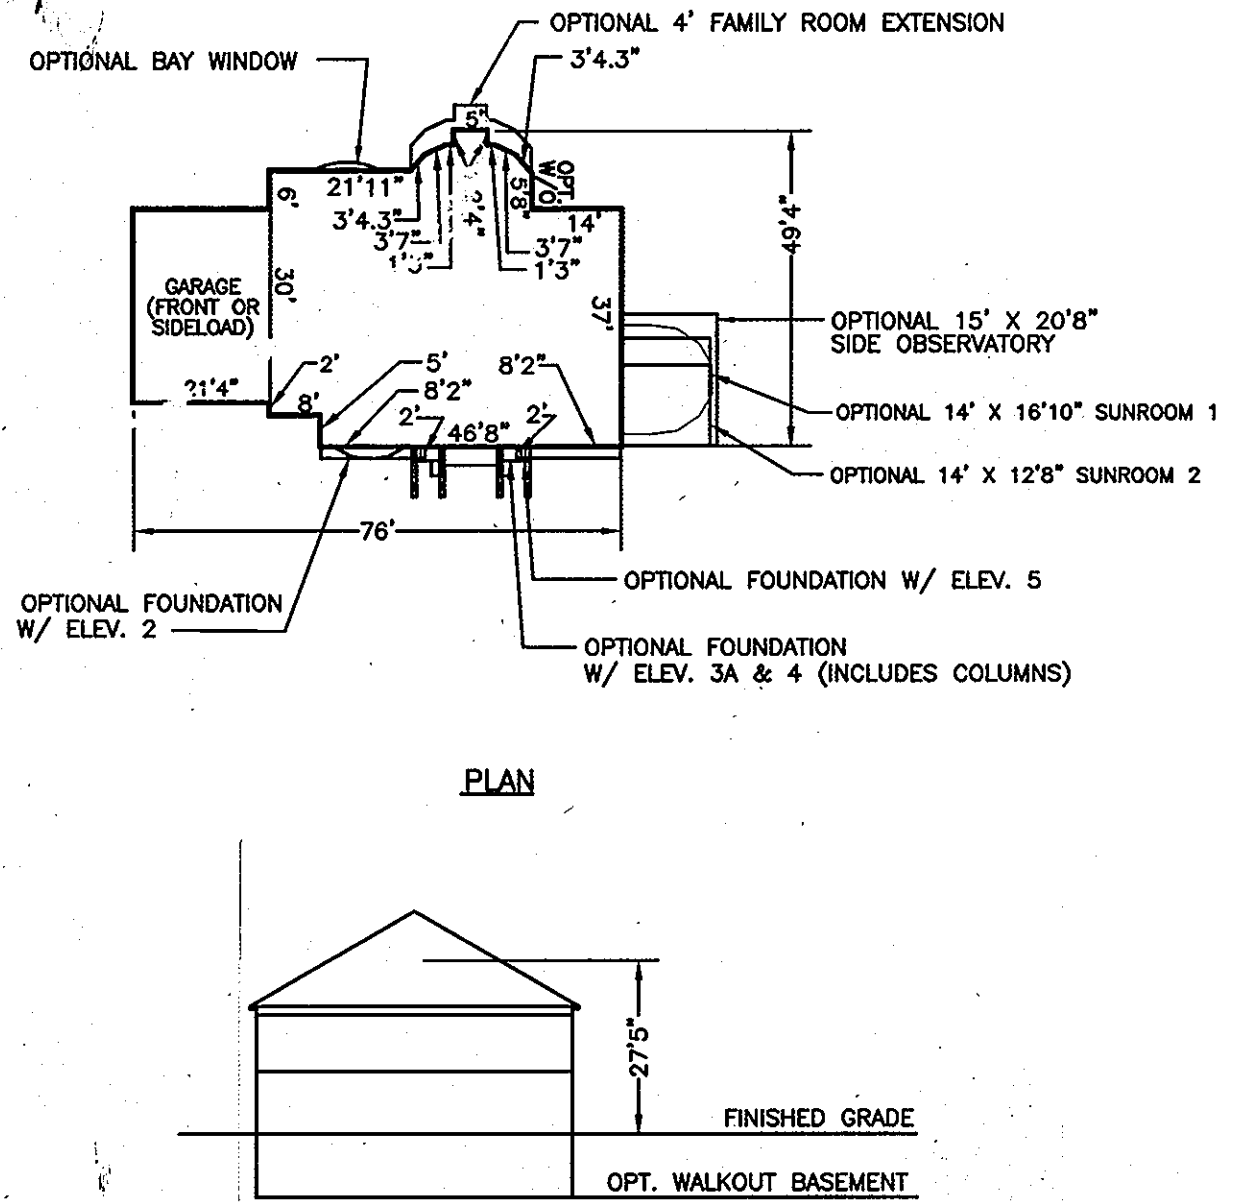 OPTIONAL 4' FAMILY ROOM EXTENSION
OPTIONAL BAY WINDOW
3'4.3"
5'
OPT.
W/O
21'11"
5'8"
6'
14'
3'4.3"
3'7"
3'7"
1'3"
49'4"
GARAGE
(FRONT OR
SIDELOAD)
30'
37'
OPTIONAL 15' X 20'8"
SIDE OBSERVATORY
2'
5'
8'2"
8'2"
8'
2'
46'8"
2'
OPTIONAL 14' X 16'10" SUNROOM 1
OPTIONAL 14' X 12'8" SUNROOM 2
76'
OPTIONAL FOUNDATION W/ ELEV. 5
OPTIONAL FOUNDATION
W/ ELEV. 2
OPTIONAL FOUNDATION
W/ ELEV. 3A & 4 (INCLUDES COLUMNS)
PLAN
27'5"
FINISHED GRADE
OPT. WALKOUT BASEMENT